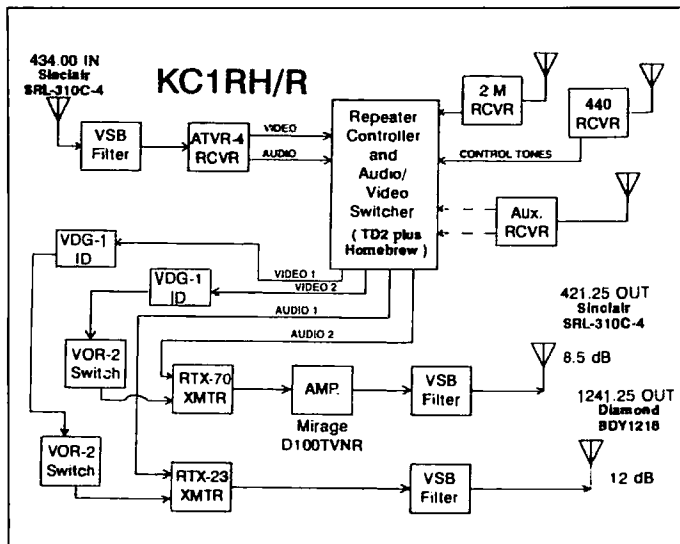 434.00 IN
Sinclair
SRL-310C-4
KC1RH/R
VSB
Filter
ATVR-4
RCVR
VIDEO
AUDIO
Repeater
Controller
and
Audio/
Video
Switcher
( TD2 plus
Homebrew )
2 M
RCVR
440
RCVR
CONTROL TONES
Aux.
RCVR
VDG-1
ID
VIDEO 1
VDG-1
ID
VIDEO 2
AUDIO 1
AUDIO 2
421.25 OUT
Sinclair
SRL-310C-4
8.5 dB
VOR-2
Switch
RTX-70
XMTR
AMP.
Mirage
D100TVNR
VSB
Filter
1241.25 OUT
Diamond
BDY1218
12 dB
VOR-2
Switch
RTX-23
XMTR
VSB
Filter